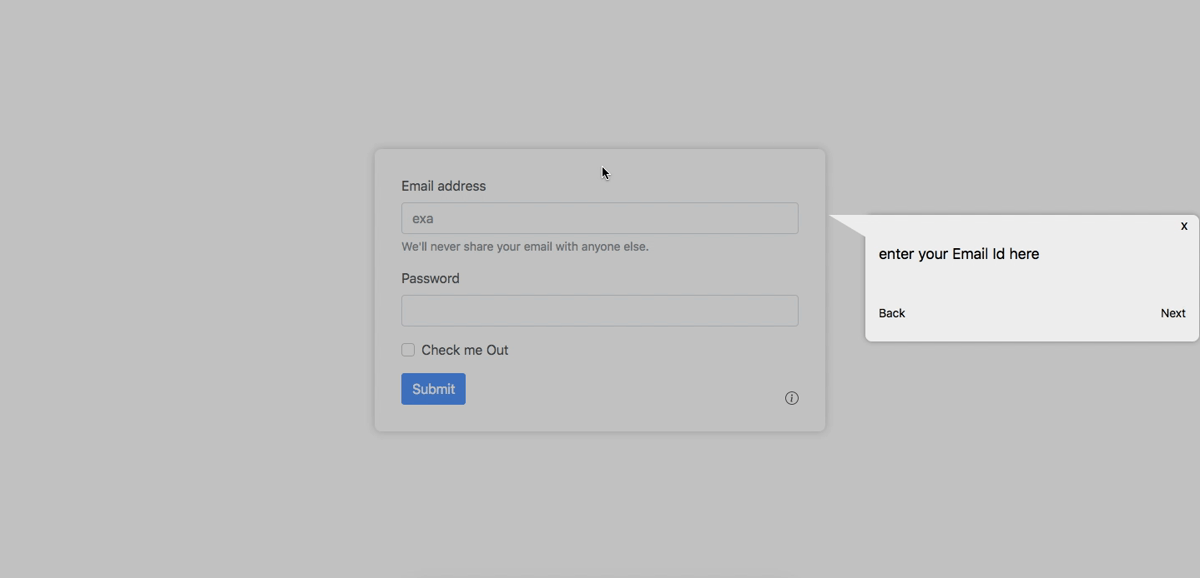 Email address
exa
We'll never share your email with anyone else.
Password
Check me Out
Submit
x
enter your Email Id here
Back
Next